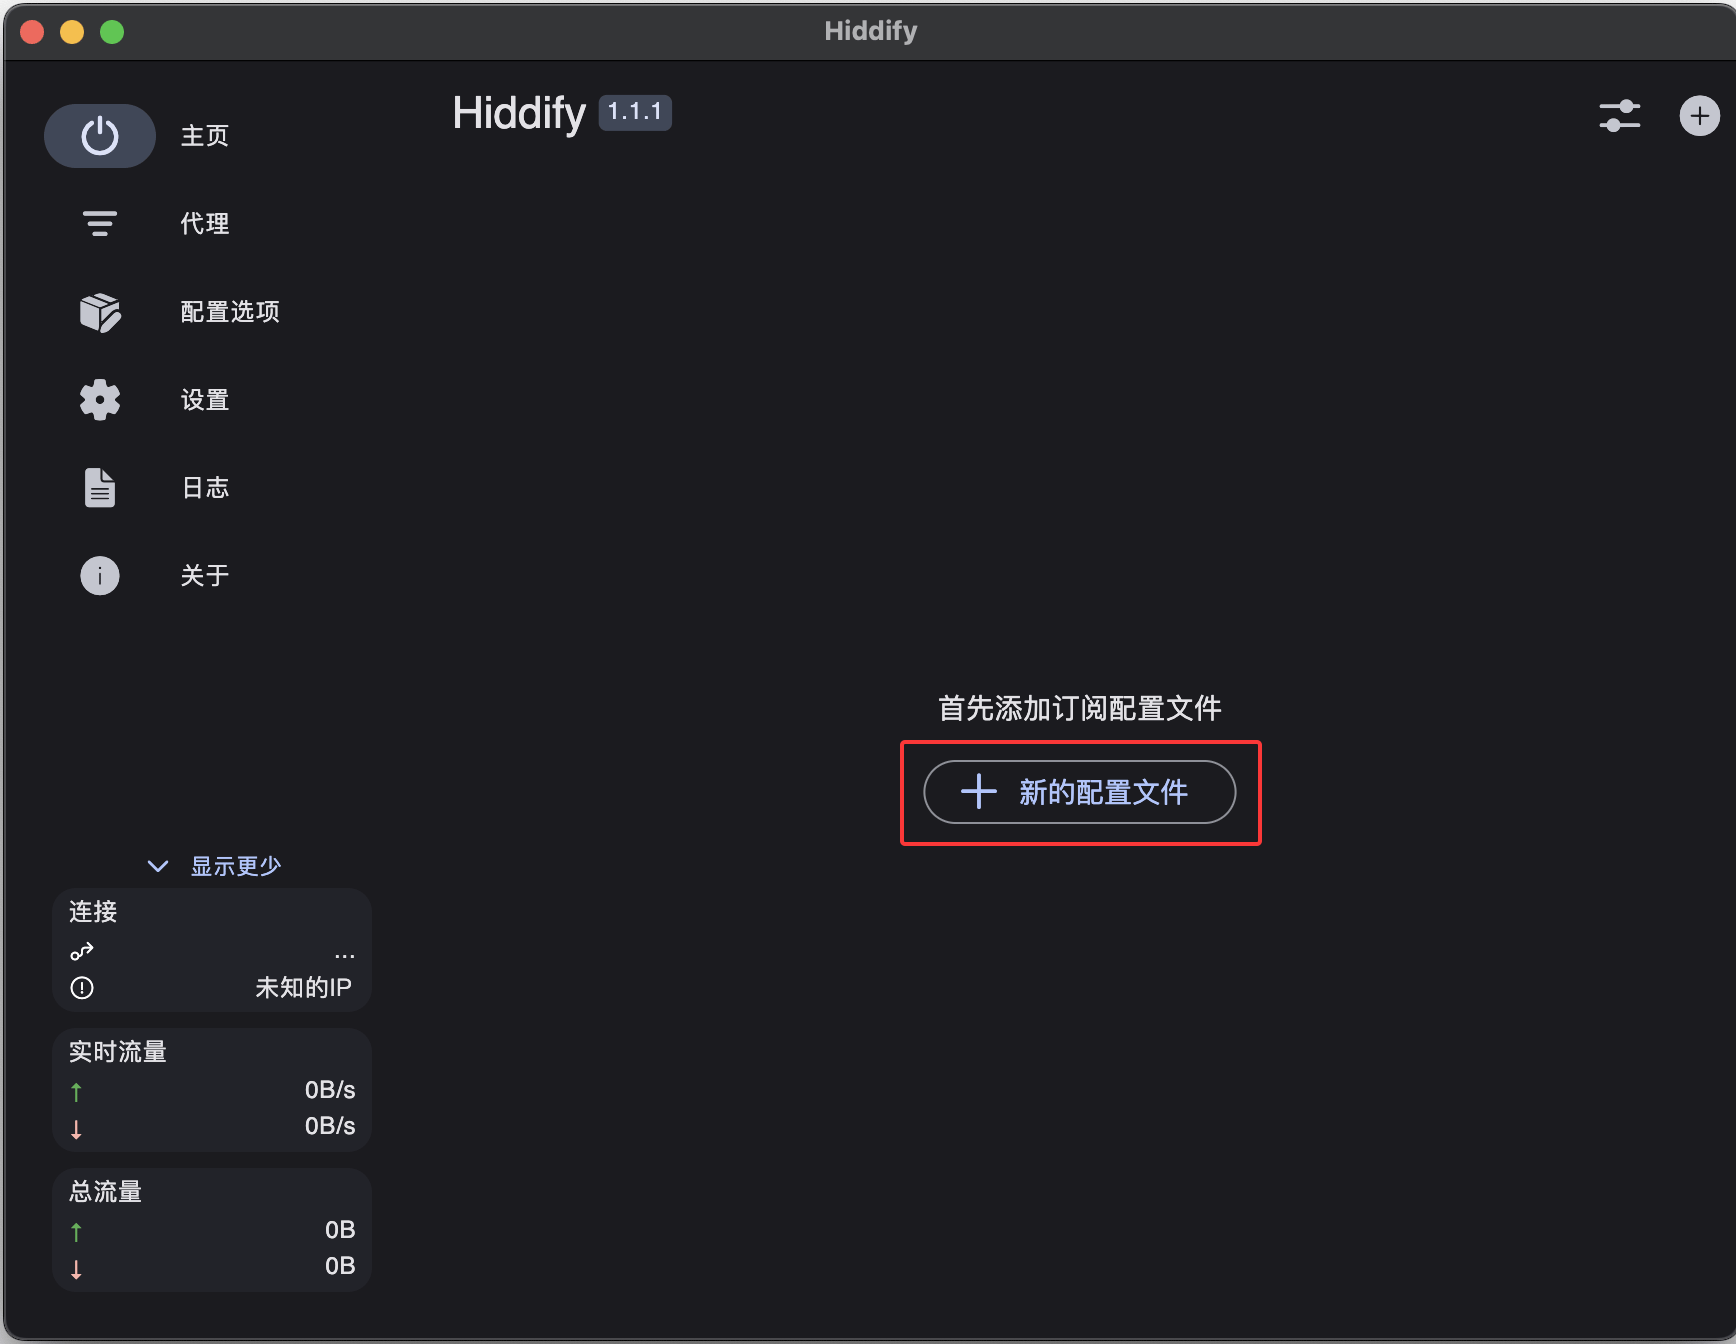 Hiddify
主页
代理
配置选项
设置
日志
关于
显示更少
连接
...
未知的IP
实时流量
↑ 0B/s
↓ 0B/s
总流量
↑ 0B
↓ 0B
Hiddify 1.1.1
首先添加订阅配置文件
新的配置文件